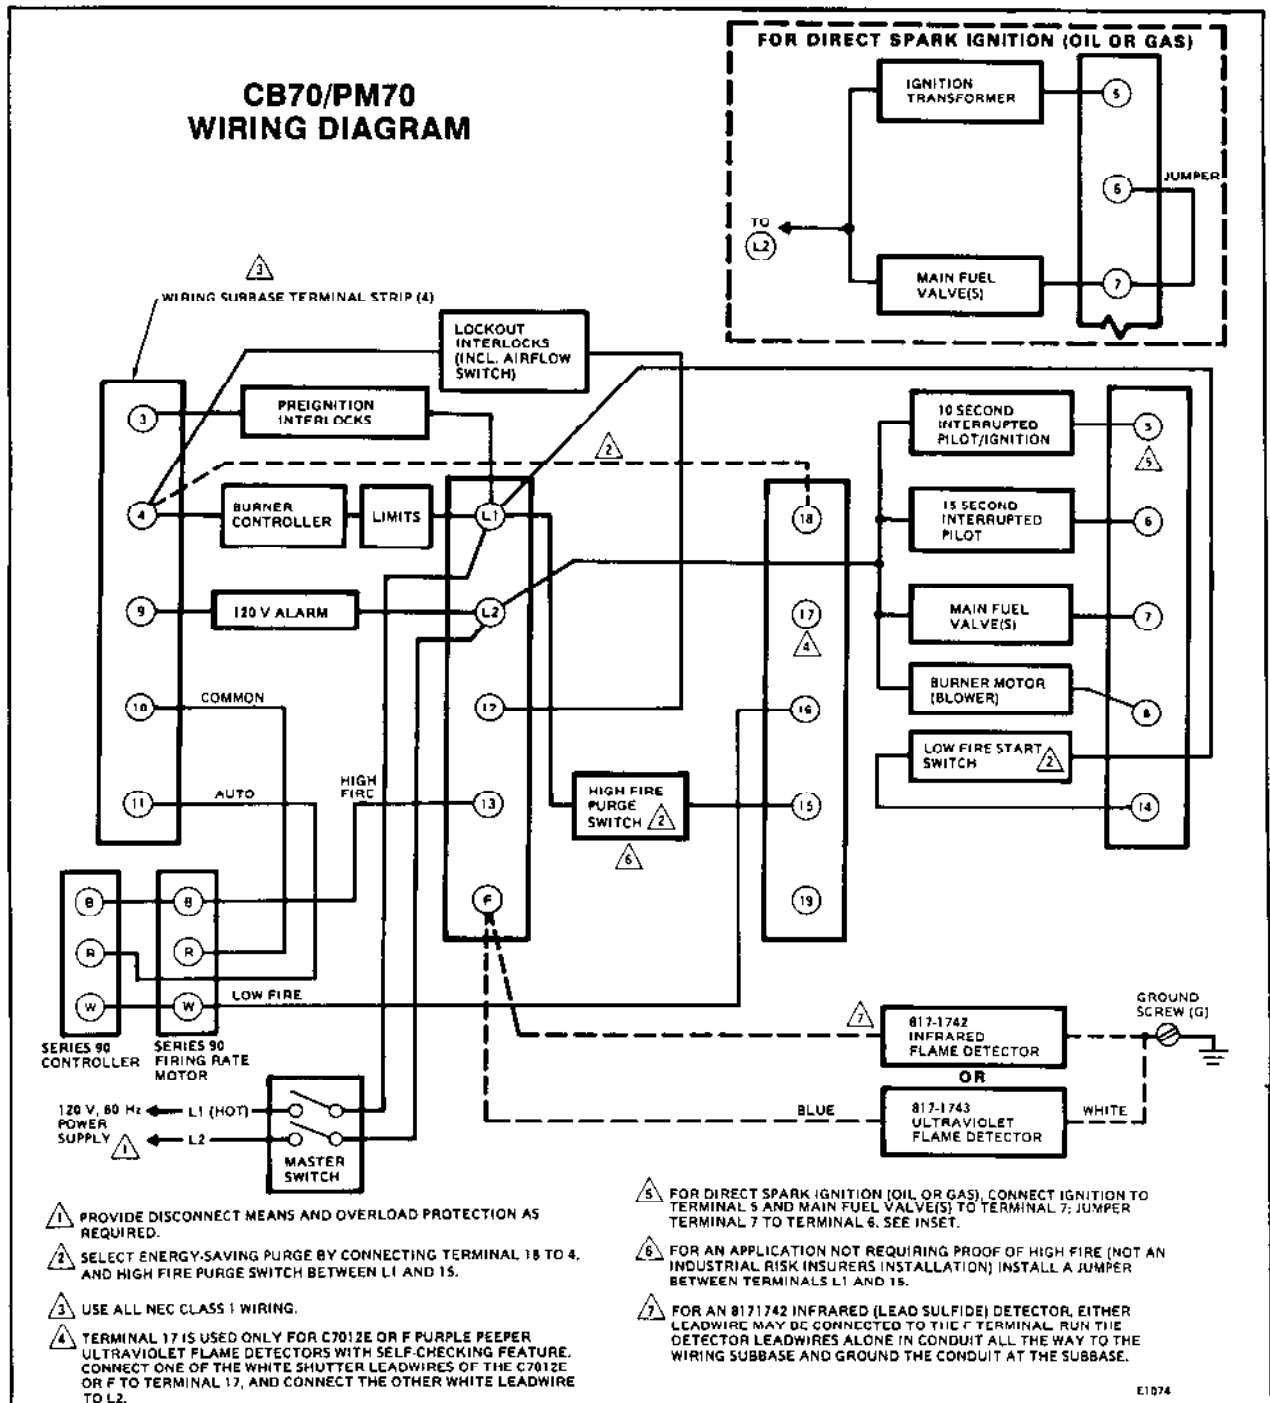 CB70/PM70
WIRING DIAGRAM
FOR DIRECT SPARK IGNITION (OIL OR GAS)
IGNITION
TRANSFORMER
5
6
JUMPER
TO
L2
MAIN FUEL
VALVE(S)
7
3
WIRING SUBBASE TERMINAL STRIP (4)
LOCKOUT
INTERLOCKS
(INCL. AIRFLOW
SWITCH)
3
PREIGNITION
INTERLOCKS
2
4
BURNER
CONTROLLER
LIMITS
L1
18
9
120 V ALARM
L2
17
4
10
COMMON
12
16
11
AUTO
HIGH
FIRE
13
HIGH FIRE
PURGE
SWITCH 2
6
15
F
19
10 SECOND
INTERRUPTED
PILOT/IGNITION
5
5
15 SECOND
INTERRUPTED
PILOT
6
MAIN FUEL
VALVE(S)
7
BURNER MOTOR
(BLOWER)
8
LOW FIRE START
SWITCH 2
14
B
B
R
R
W
W
LOW FIRE
SERIES 90
CONTROLLER
SERIES 90
FIRING RATE
MOTOR
120 V, 60 Hz
POWER
SUPPLY 1
L1 (HOT)
L2
MASTER
SWITCH
7
817-1742
INFRARED
FLAME DETECTOR
OR
BLUE
817-1743
ULTRAVIOLET
FLAME DETECTOR
WHITE
GROUND
SCREW (G)
1 PROVIDE DISCONNECT MEANS AND OVERLOAD PROTECTION AS
REQUIRED.
2 SELECT ENERGY-SAVING PURGE BY CONNECTING TERMINAL 18 TO 4,
AND HIGH FIRE PURGE SWITCH BETWEEN L1 AND 15.
3 USE ALL NEC CLASS 1 WIRING.
4 TERMINAL 17 IS USED ONLY FOR C7012E OR F PURPLE PEEPER
ULTRAVIOLET FLAME DETECTORS WITH SELF-CHECKING FEATURE.
CONNECT ONE OF THE WHITE SHUTTER LEADWIRES OF THE C7012E
OR F TO TERMINAL 17, AND CONNECT THE OTHER WHITE LEADWIRE
TO L2.
5 FOR DIRECT SPARK IGNITION (OIL OR GAS), CONNECT IGNITION TO
TERMINAL 5 AND MAIN FUEL VALVE(S) TO TERMINAL 7; JUMPER
TERMINAL 7 TO TERMINAL 6. SEE INSET.
6 FOR AN APPLICATION NOT REQUIRING PROOF OF HIGH FIRE (NOT AN
INDUSTRIAL RISK INSURERS INSTALLATION) INSTALL A JUMPER
BETWEEN TERMINALS L1 AND 15.
7 FOR AN 8171742 INFRARED (LEAD SULFIDE) DETECTOR, EITHER
LEADWIRE MAY BE CONNECTED TO THE F TERMINAL. RUN THE
DETECTOR LEADWIRES ALONE IN CONDUIT ALL THE WAY TO THE
WIRING SUBBASE AND GROUND THE CONDUIT AT THE SUBBASE.
E1074